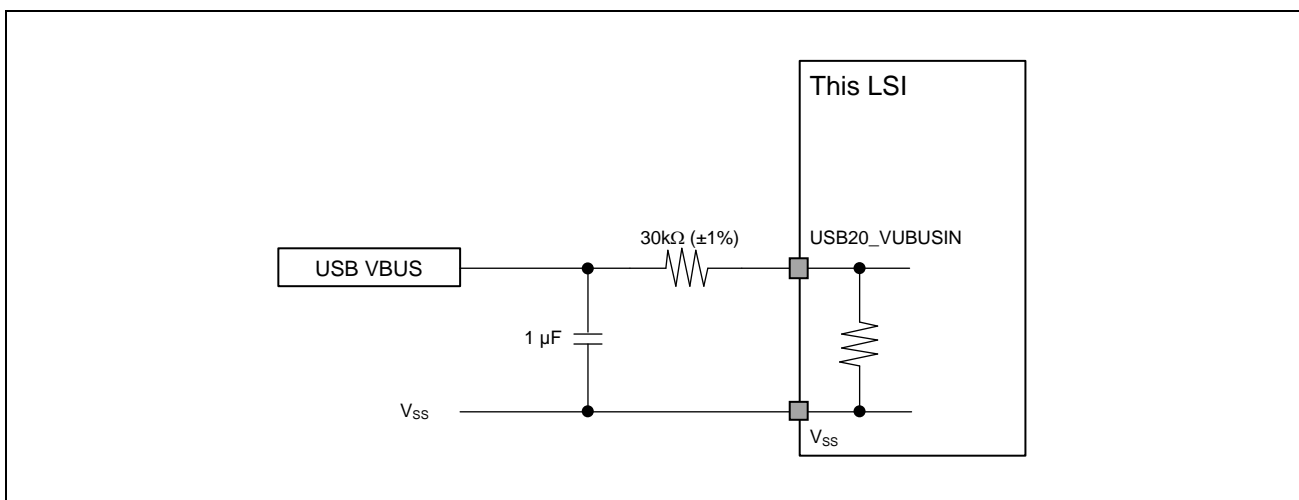 This LSI
30kΩ (±1%)
USB20_VUBUSIN
USB VBUS
1 µF
VSS
VSS